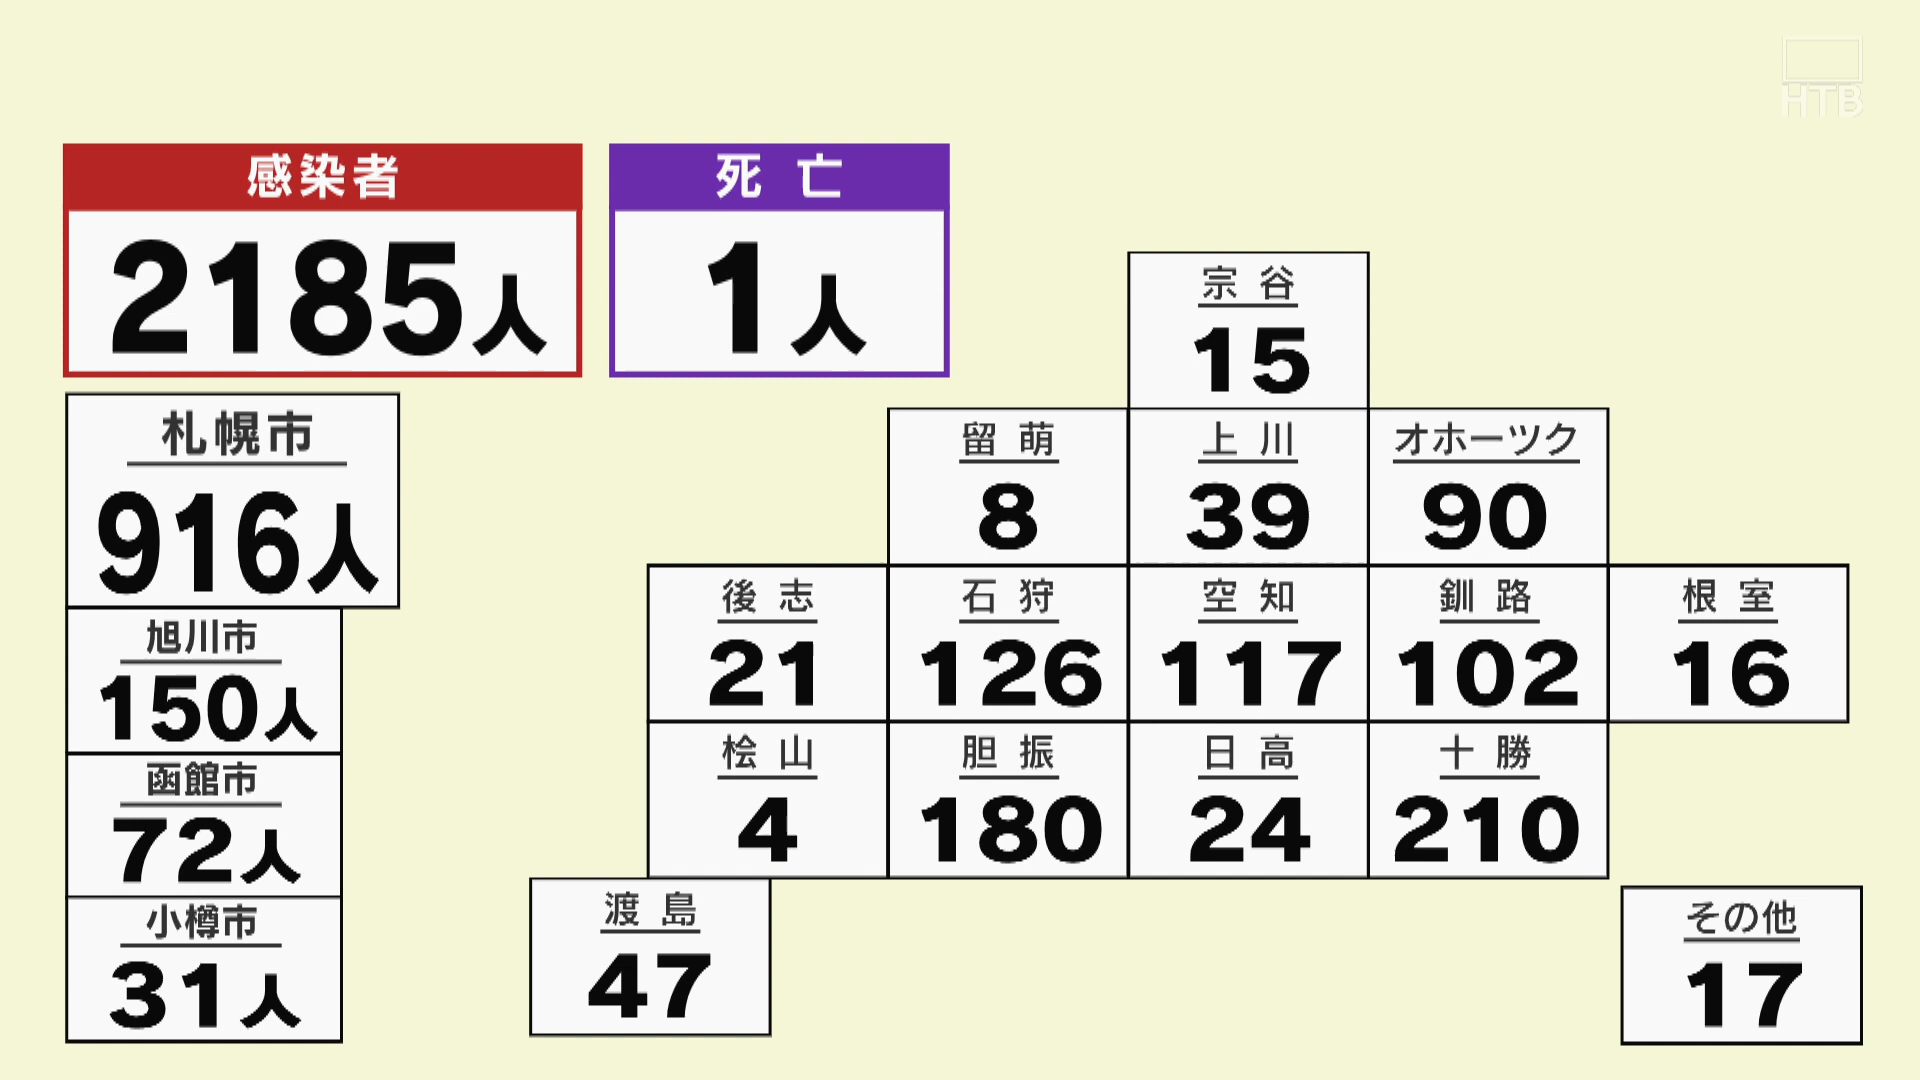 HTB
感染者
2185人
死亡
1人
札幌市
916人
旭川市
150人
函館市
72人
小樽市
31人
宗谷
15
留萌
8
上川
39
オホーツク
90
後志
21
石狩
126
空知
117
釧路
102
根室
16
桧山
4
胆振
180
日高
24
十勝
210
渡島
47
その他
17